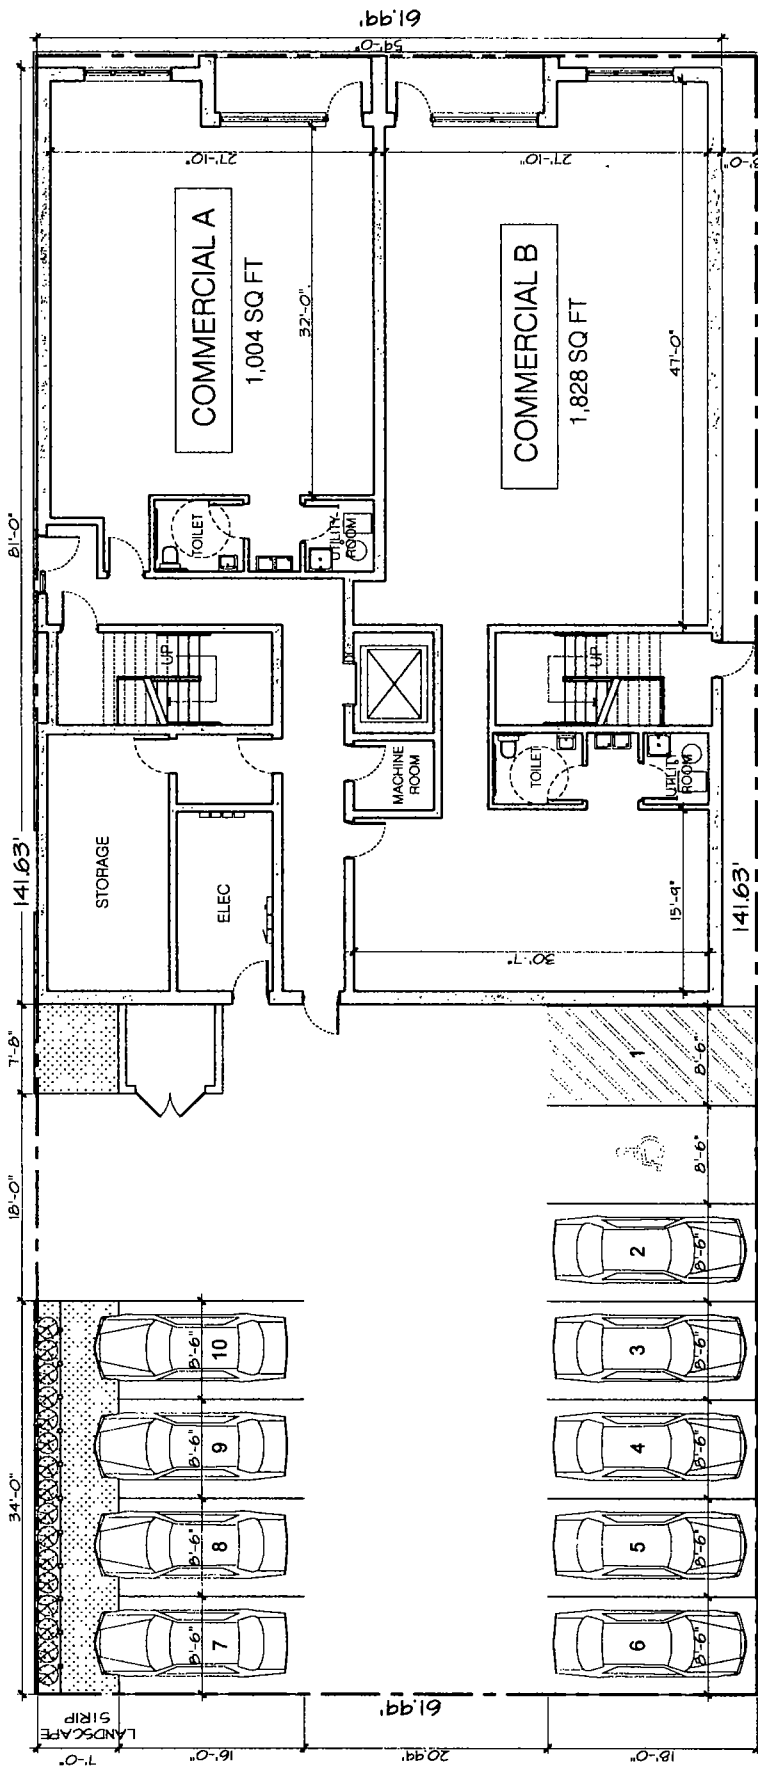 61.99'
54'-0"
27'-10"
27'-10"
COMMERCIAL A
1,004 SQ FT
32'-0"
COMMERCIAL B
1,828 SQ FT
47'-0"
81'-0"
TOILET
UTILITY
ROOM
UP
UP
MACHINE
ROOM
TOILET
UTILITY
ROOM
STORAGE
ELEC
141.63'
141.63'
15'-9"
30'-7"
7'-8"
1
8'-6"
18'-0"
8'-6"
2
8'-6"
10
8'-6"
3
8'-6"
34'-0"
9
8'-6"
4
8'-6"
8
8'-6"
5
8'-6"
7
8'-6"
6
8'-6"
61.99'
LANDSCAPE
STRIP
7'-0"
16'-0"
20.99'
18'-0"